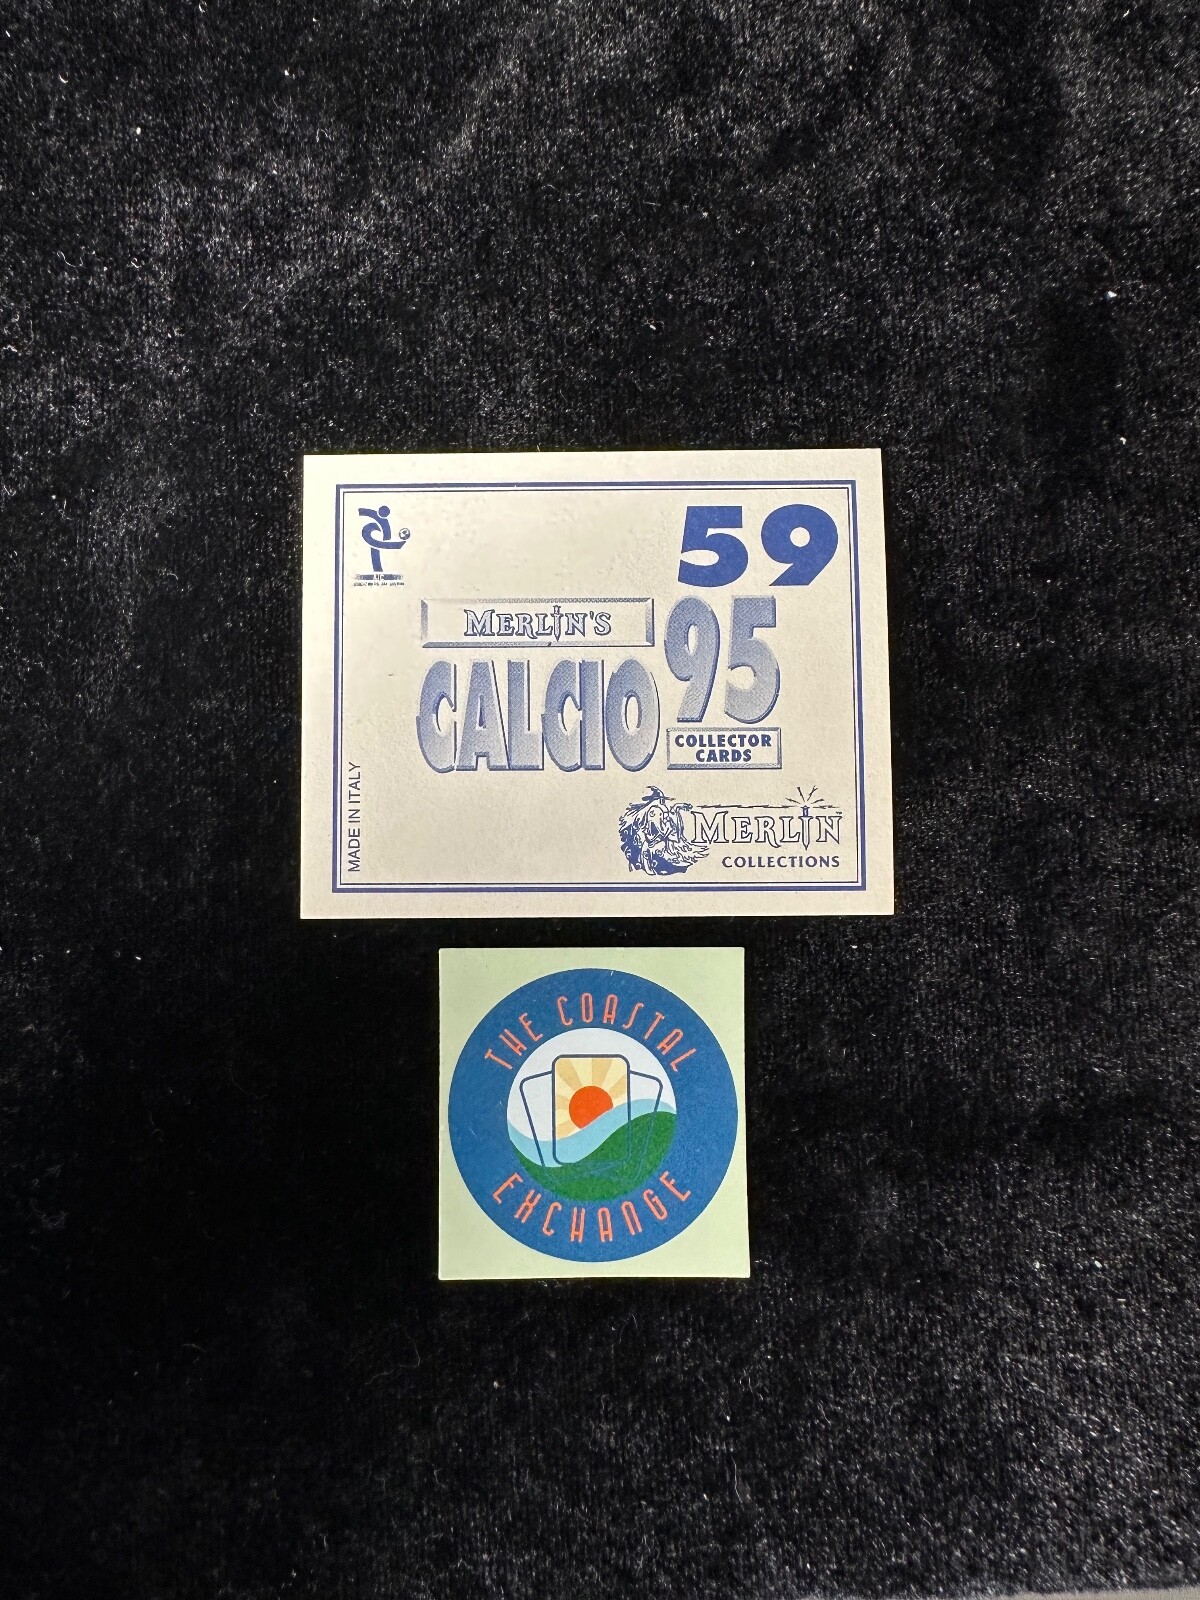 59
MERLIN'S
95
CALCIO
COLLECTOR
CARDS
MADE IN ITALY
MERLIN
COLLECTIONS
THE COASTAL
EXCHANGE